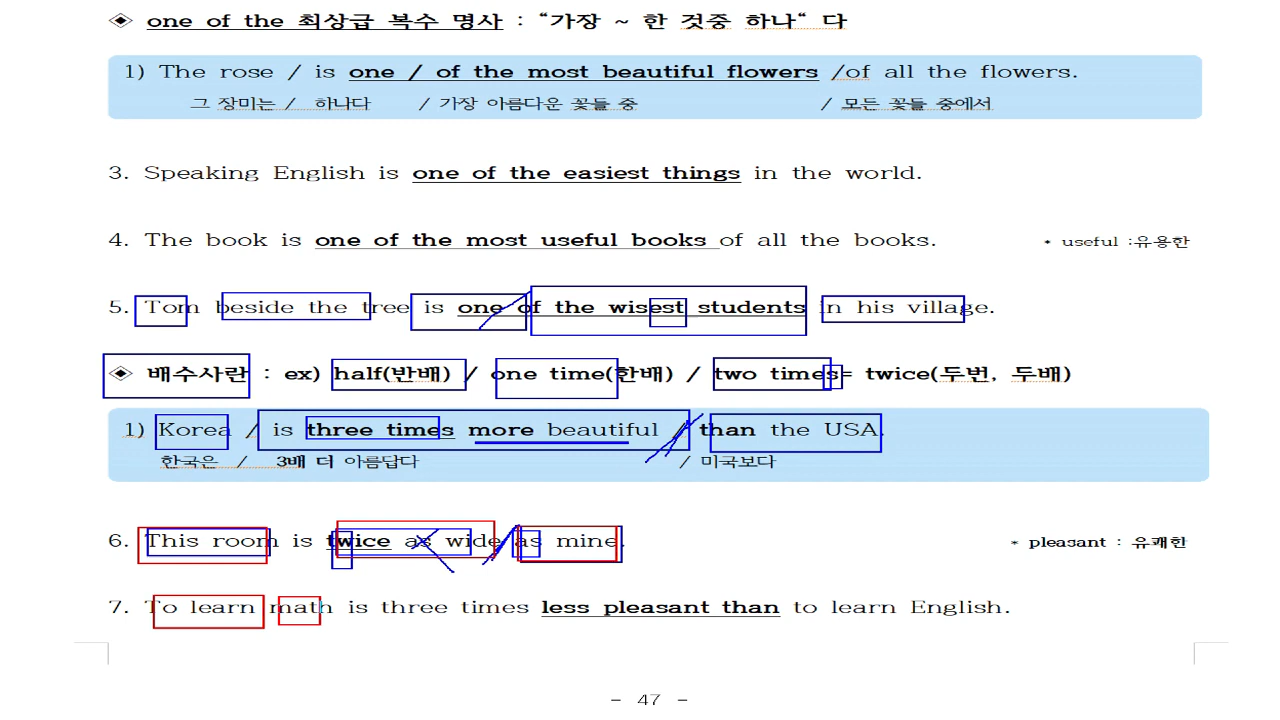 ◈ one of the 최상급 복수 명사 : “가장 ~ 한 것중 하나“ 다
1) The rose / is one / of the most beautiful flowers /of all the flowers.
그 장미는 / 하나다 / 가장 아름다운 꽃들 중 / 모든 꽃들 중에서
3. Speaking English is one of the easiest things in the world.
4. The book is one of the most useful books of all the books. * useful :유용한
5. Tom beside the tree is one of the wisest students in his village.
◈ 배수사란 : ex) half(반배) / one time(한배) / two times= twice(두번, 두배)
1) Korea / is three times more beautiful / than the USA.
한국은 / 3배 더 아름답다 / 미국보다
6. This room is twice as wide as mine. * pleasant : 유쾌한
7. To learn math is three times less pleasant than to learn English.
- 47 -